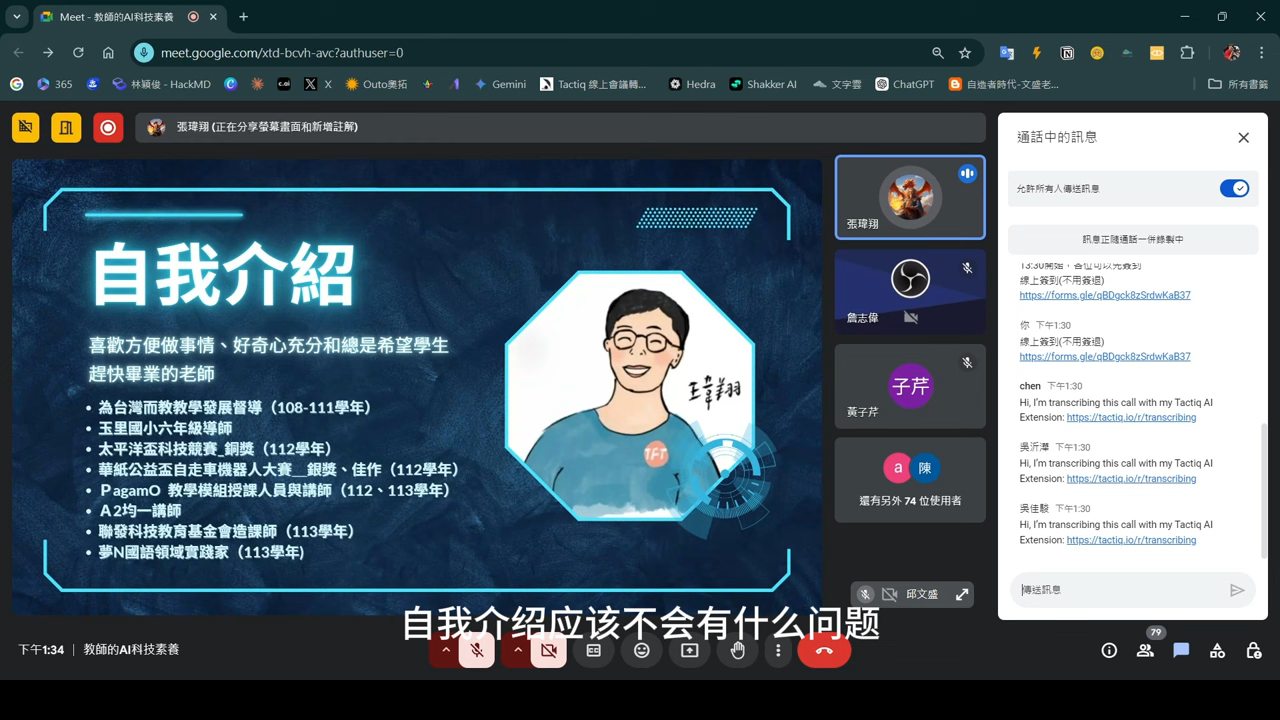 Meet - 教師的AI科技素養
meet.google.com/xtd-bcvh-avc?authuser=0
365
林穎俊 - HackMD
X
Outo奧拓
Gemini
Tactiq 線上會議轉...
Hedra
Shakker AI
文字雲
ChatGPT
自造者時代-文盛老...
所有書籤
張瑋翔 (正在分享螢幕畫面和新增註解)
自我介紹
喜歡方便做事情、好奇心充分和總是希望學生
趕快畢業的老師
• 為台灣而教教學發展督導（108-111學年）
• 玉里國小六年級導師
• 太平洋盃科技競賽_銅獎（112學年）
• 華紙公益盃自走車機器人大賣＿銀獎、佳作（112學年）
• PagamO 教學模組授課人員與講師（112、113學年）
• A2均一講師
• 聯發科技教育基金會造課師（113學年）
• 夢N國語領域實踐家（113學年)
TFT
張瑋翔
詹志偉
子芹
黃子芹
a
陳
還有另外 74 位使用者
邱文盛
通話中的訊息
允許所有人傳送訊息
訊息正隨通話一併錄製中
13:30開始，各位可以先簽到
線上簽到(不用簽退)
https://forms.gle/qBDgck8zSrdwKaB37
你 下午1:30
線上簽到(不用簽退)
https://forms.gle/qBDgck8zSrdwKaB37
chen 下午1:30
Hi, I'm transcribing this call with my Tactiq AI
Extension: https://tactiq.io/r/transcribing
吳沂澤 下午1:30
Hi, I'm transcribing this call with my Tactiq AI
Extension: https://tactiq.io/r/transcribing
吳佳駿 下午1:30
Hi, I'm transcribing this call with my Tactiq AI
Extension: https://tactiq.io/r/transcribing
傳送訊息
自我介绍应该不会有什么问题
下午1:34 | 教師的AI科技素養
79